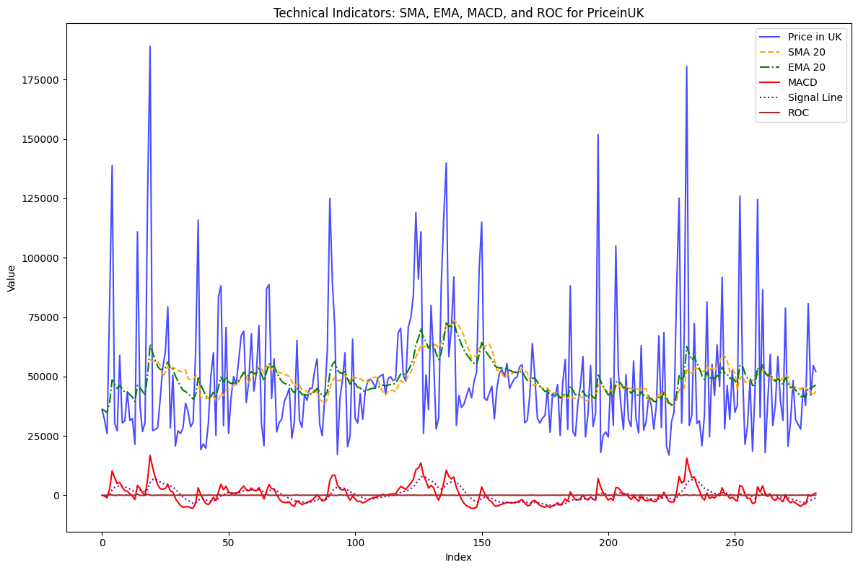 Technical Indicators: SMA, EMA, MACD, and ROC for PriceinUK
Price in UK
SMA 20
EMA 20
MACD
Signal Line
ROC
175000
150000
125000
100000
75000
50000
25000
0
Value
0 50 100 150 200 250
Index